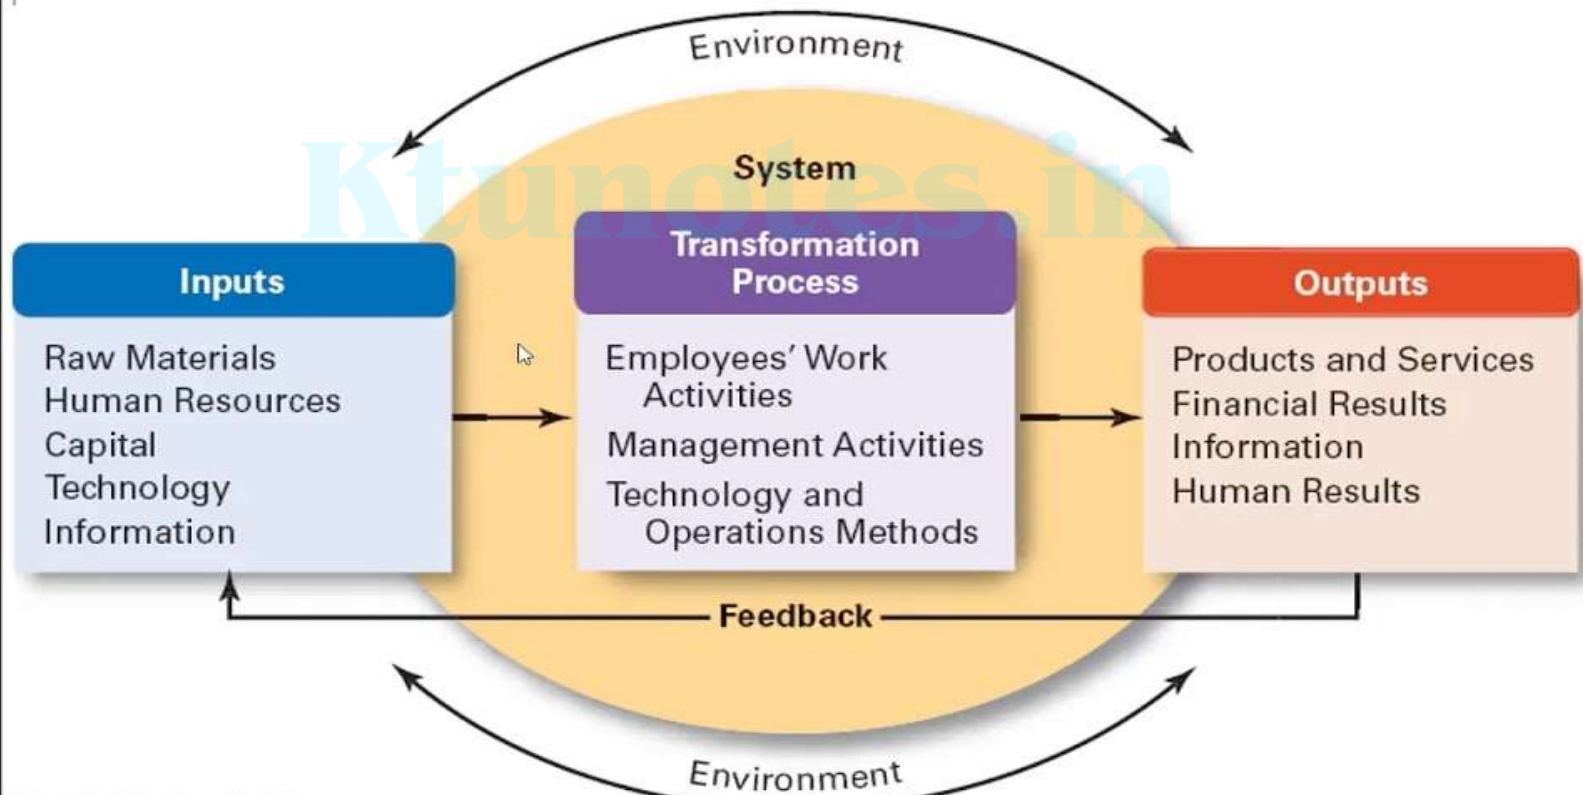 Environment
Ktunotes.in
System
Inputs
Raw Materials
Human Resources
Capital
Technology
Information
Transformation
Process
Employees’ Work
Activities
Management Activities
Technology and
Operations Methods
Outputs
Products and Services
Financial Results
Information
Human Results
Feedback
Environment